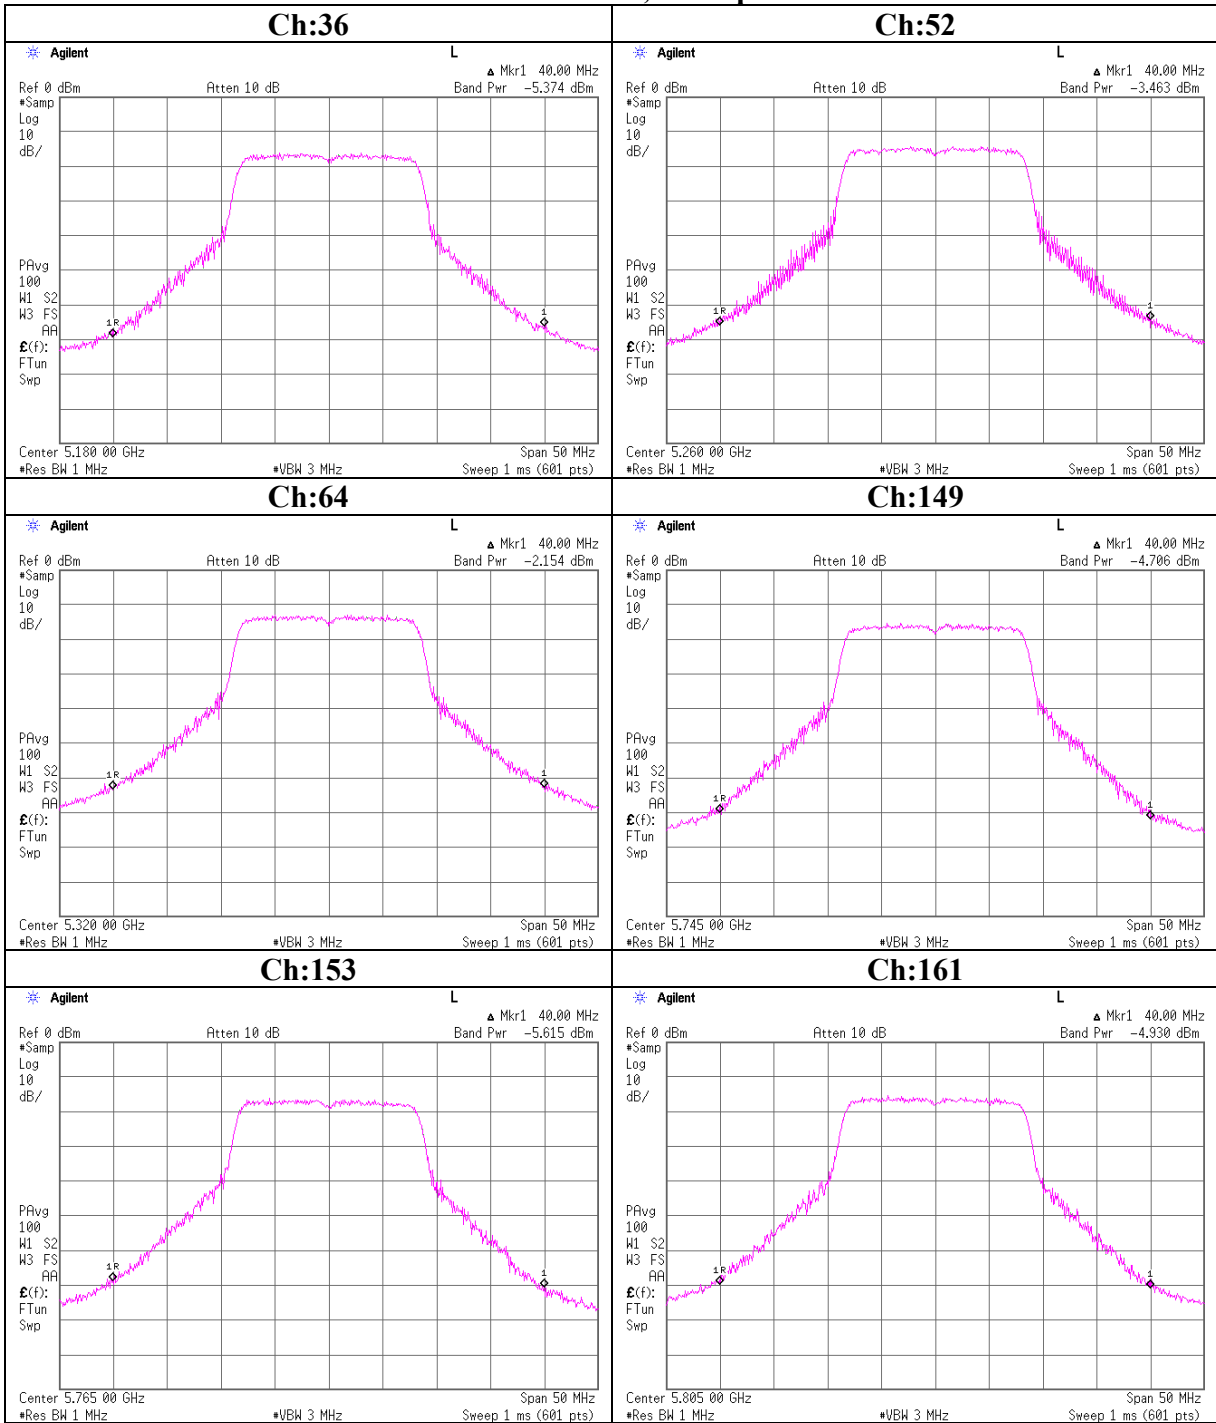 Ch:36
Agilent L
Δ Mkr1 40.00 MHz
Ref 0 dBm Atten 10 dB Band Pwr -5.374 dBm
#Samp
Log
10
dB/
PAvg
100
W1 S2
W3 FS
AA
£(f):
FTun
Swp
1R
1
Center 5.180 00 GHz Span 50 MHz
#Res BW 1 MHz #VBW 3 MHz Sweep 1 ms (601 pts)
Ch:52
Agilent L
Δ Mkr1 40.00 MHz
Ref 0 dBm Atten 10 dB Band Pwr -3.463 dBm
#Samp
Log
10
dB/
PAvg
100
W1 S2
W3 FS
AA
£(f):
FTun
Swp
1R
1
Center 5.260 00 GHz Span 50 MHz
#Res BW 1 MHz #VBW 3 MHz Sweep 1 ms (601 pts)
Ch:64
Agilent L
Δ Mkr1 40.00 MHz
Ref 0 dBm Atten 10 dB Band Pwr -2.154 dBm
#Samp
Log
10
dB/
PAvg
100
W1 S2
W3 FS
AA
£(f):
FTun
Swp
1R
1
Center 5.320 00 GHz Span 50 MHz
#Res BW 1 MHz #VBW 3 MHz Sweep 1 ms (601 pts)
Ch:149
Agilent L
Δ Mkr1 40.00 MHz
Ref 0 dBm Atten 10 dB Band Pwr -4.706 dBm
#Samp
Log
10
dB/
PAvg
100
W1 S2
W3 FS
AA
£(f):
FTun
Swp
1R
1
Center 5.745 00 GHz Span 50 MHz
#Res BW 1 MHz #VBW 3 MHz Sweep 1 ms (601 pts)
Ch:153
Agilent L
Δ Mkr1 40.00 MHz
Ref 0 dBm Atten 10 dB Band Pwr -5.615 dBm
#Samp
Log
10
dB/
PAvg
100
W1 S2
W3 FS
AA
£(f):
FTun
Swp
1R
1
Center 5.765 00 GHz Span 50 MHz
#Res BW 1 MHz #VBW 3 MHz Sweep 1 ms (601 pts)
Ch:161
Agilent L
Δ Mkr1 40.00 MHz
Ref 0 dBm Atten 10 dB Band Pwr -4.930 dBm
#Samp
Log
10
dB/
PAvg
100
W1 S2
W3 FS
AA
£(f):
FTun
Swp
1R
1
Center 5.805 00 GHz Span 50 MHz
#Res BW 1 MHz #VBW 3 MHz Sweep 1 ms (601 pts)